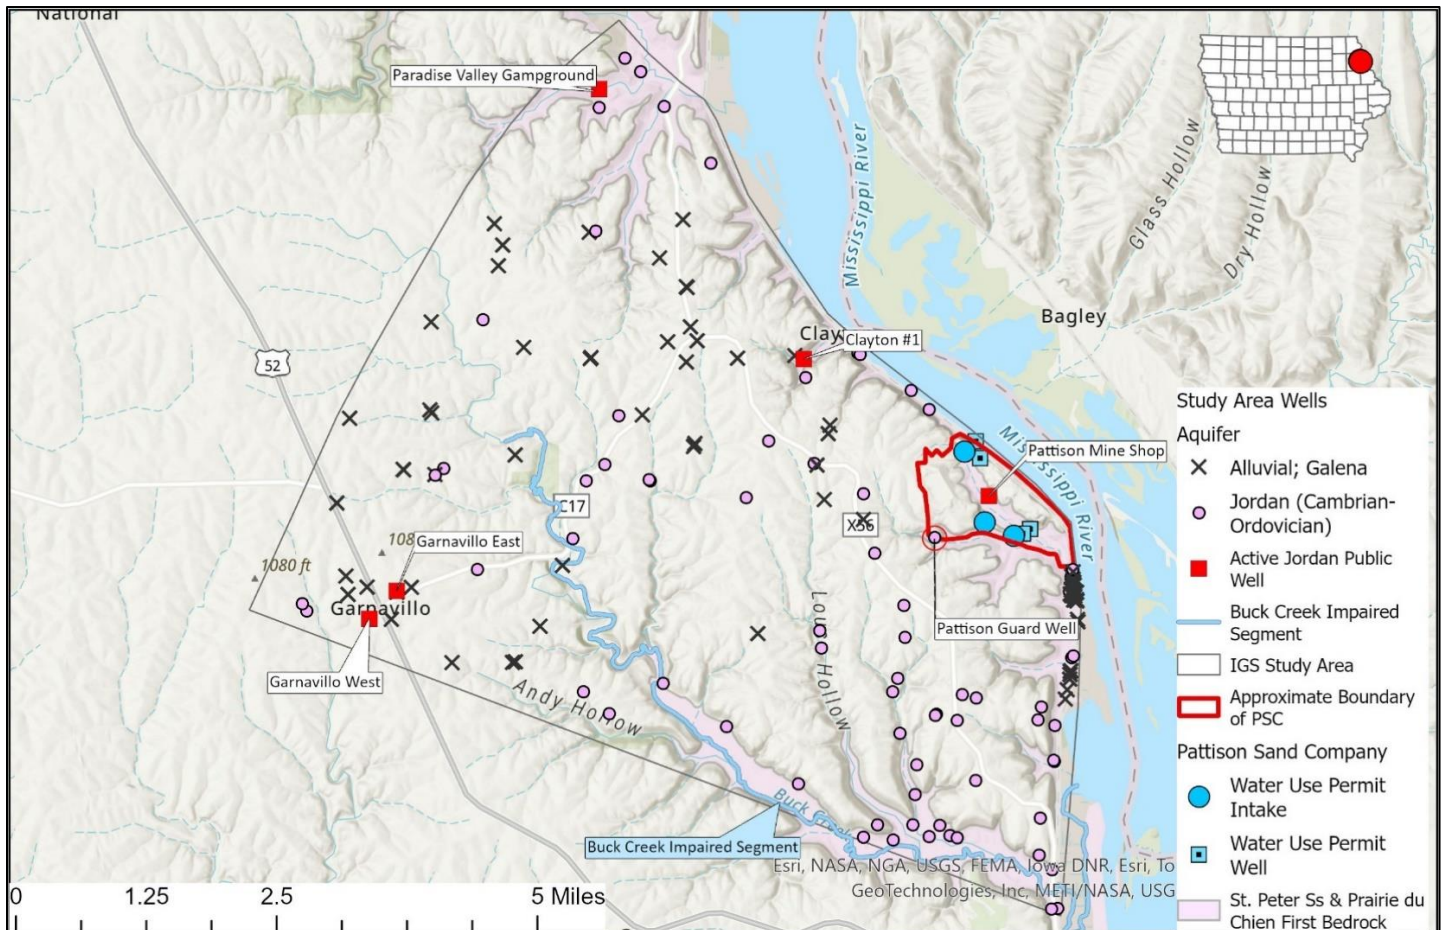 National
Paradise Valley Gampground
Mississippi River
Glass Hollow
Dry Hollow
Bagley
52
Clay
Clayton #1
Mississippi River
Pattison Mine Shop
C17
X56
108
Garnavillo East
1080 ft
Garnavillo
Garnavillo West
Pattison Guard Well
Andy Hollow
Hollow
Buck Creek
Buck Creek Impaired Segment
Esri, NASA, NGA, USGS, FEMA, Iowa DNR, Esri, To
GeoTechnologies, Inc, METI/NASA, USG
0 1.25 2.5 5 Miles
Study Area Wells
Aquifer
Alluvial; Galena
Jordan (Cambrian-
Ordovician)
Active Jordan Public
Well
Buck Creek Impaired
Segment
IGS Study Area
Approximate Boundary
of PSC
Pattison Sand Company
Water Use Permit
Intake
Water Use Permit
Well
St. Peter Ss & Prairie du
Chien First Bedrock